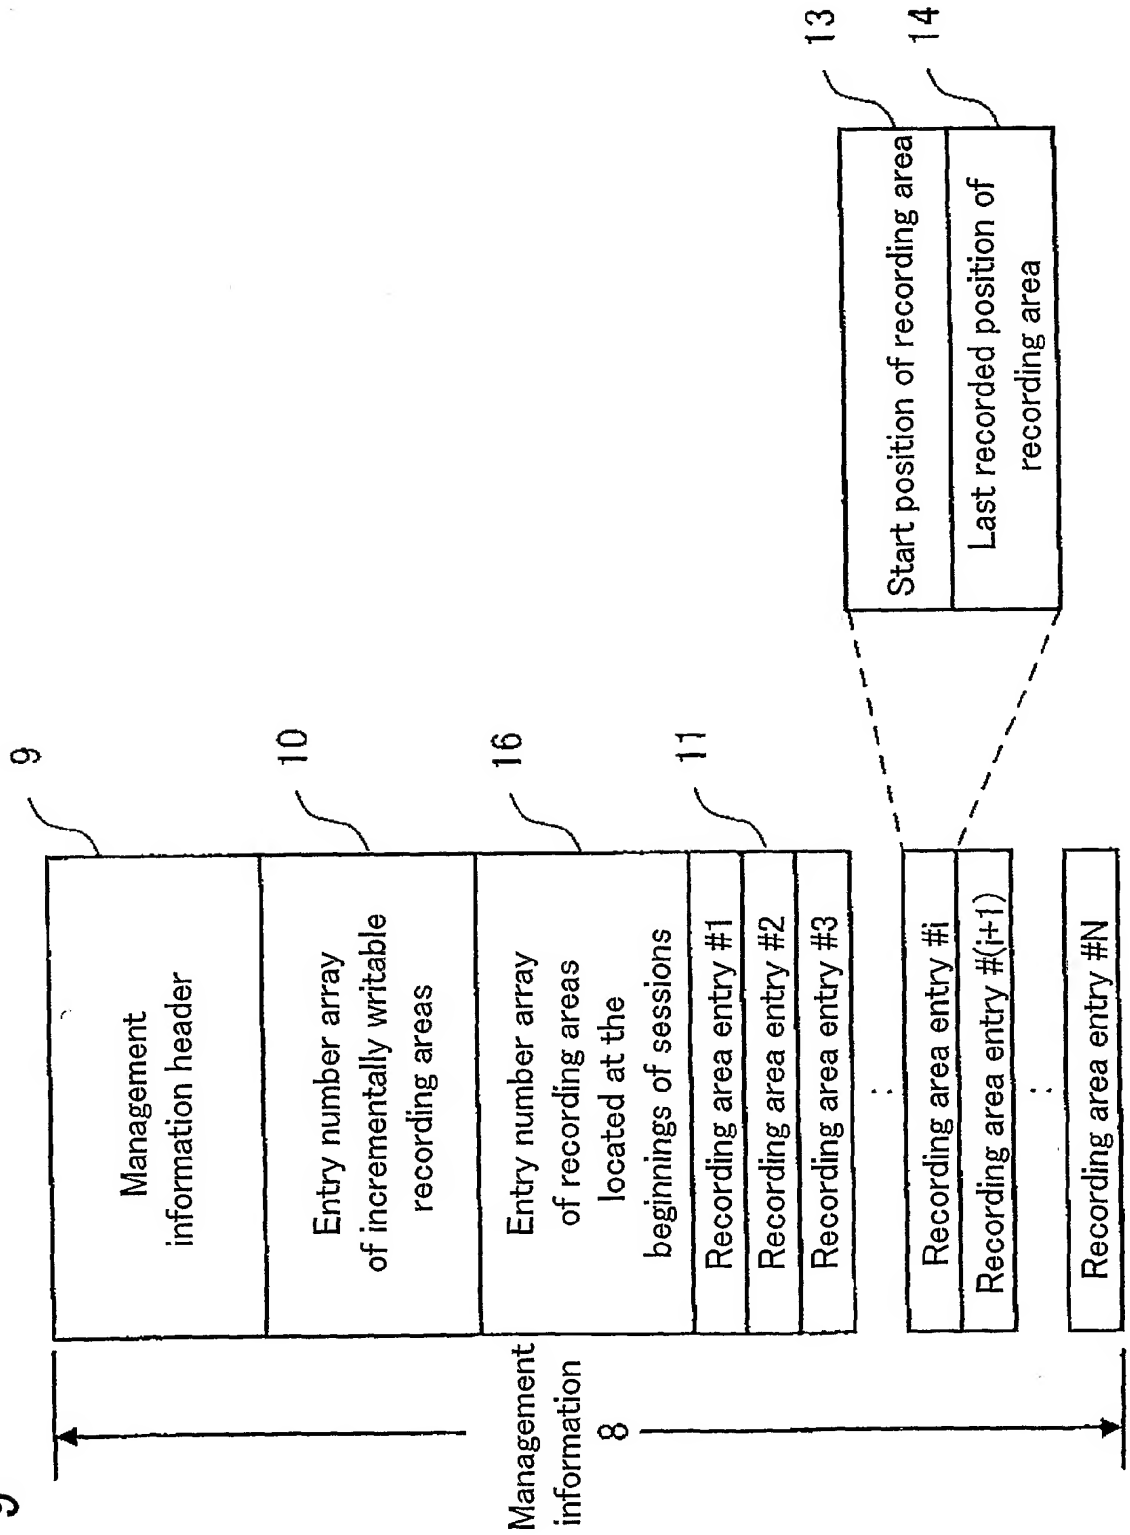 Management
information
8
Management
information header
9
Entry number array
of incrementally writable
recording areas
10
Entry number array
of recording areas
located at the
beginnings of sessions
16
Recording area entry #1
Recording area entry #2
11
Recording area entry #3
:
Recording area entry #i
Recording area entry #(i+1)
:
Recording area entry #N
Start position of recording area
13
Last recorded position of
recording area
14